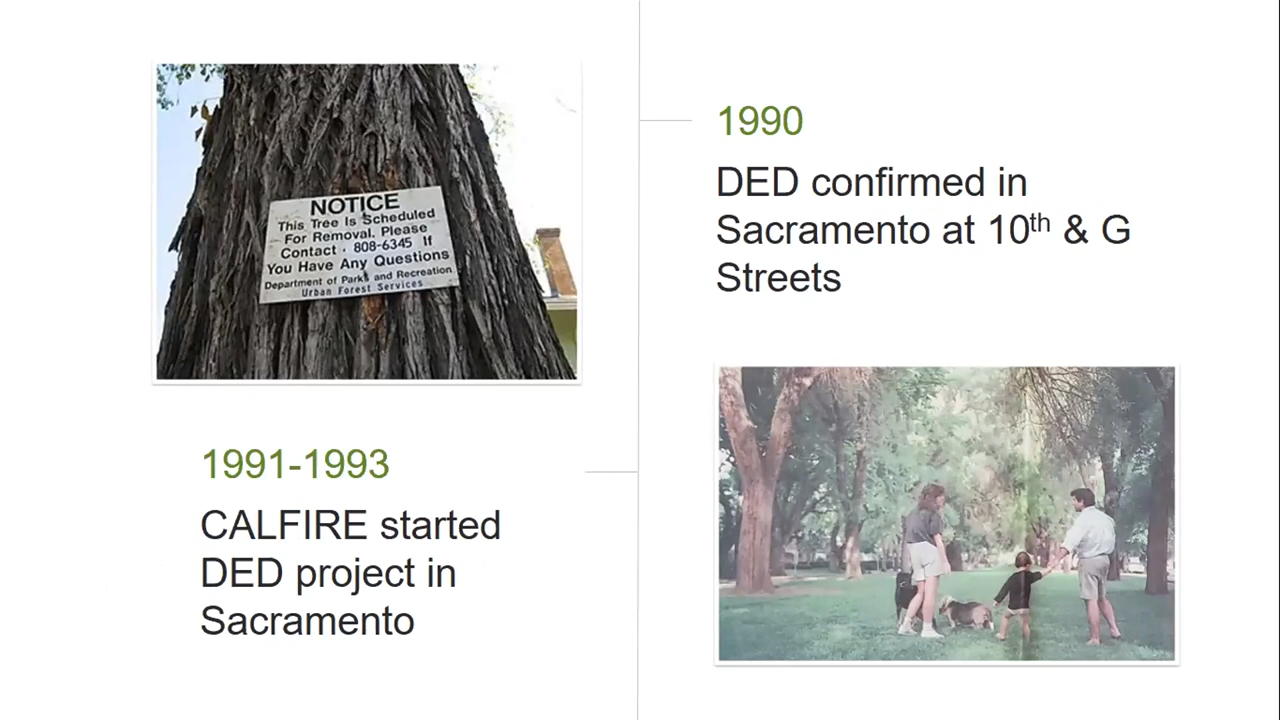 NOTICE
This Tree Is Scheduled
For Removal. Please
Contact . 808-6345 If
You Have Any Questions
Department of Parks and Recreation
Urban Forest Services
1990
DED confirmed in
Sacramento at 10th & G
Streets
1991-1993
CALFIRE started
DED project in
Sacramento